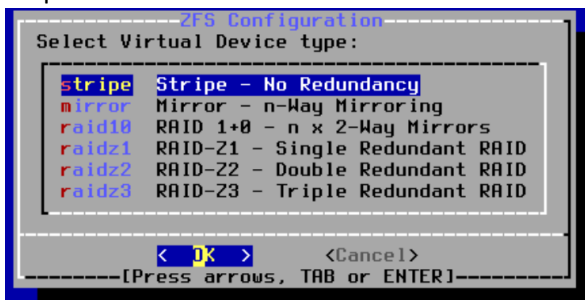 ZFS Configuration
Select Virtual Device type:
stripe Stripe - No Redundancy
mirror Mirror - n-Way Mirroring
raid10 RAID 1+0 - n x 2-Way Mirrors
raidz1 RAID-Z1 - Single Redundant RAID
raidz2 RAID-Z2 - Double Redundant RAID
raidz3 RAID-Z3 - Triple Redundant RAID
< OK > <Cancel>
[Press arrows, TAB or ENTER]